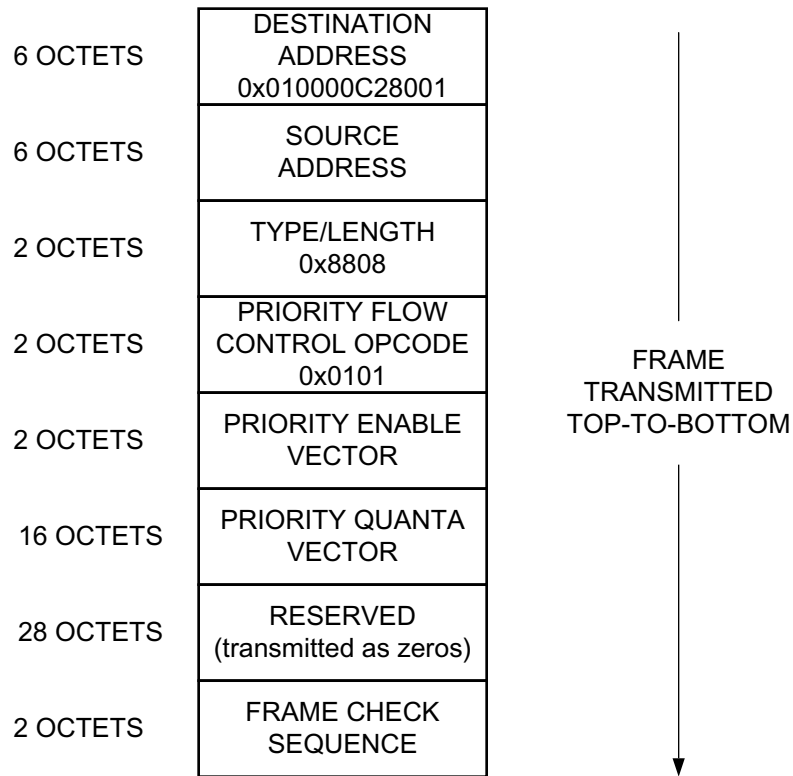 6 OCTETS
DESTINATION
ADDRESS
0x010000C28001
6 OCTETS
SOURCE
ADDRESS
2 OCTETS
TYPE/LENGTH
0x8808
2 OCTETS
PRIORITY FLOW
CONTROL OPCODE
0x0101
2 OCTETS
PRIORITY ENABLE
VECTOR
16 OCTETS
PRIORITY QUANTA
VECTOR
28 OCTETS
RESERVED
(transmitted as zeros)
2 OCTETS
FRAME CHECK
SEQUENCE
FRAME
TRANSMITTED
TOP-TO-BOTTOM